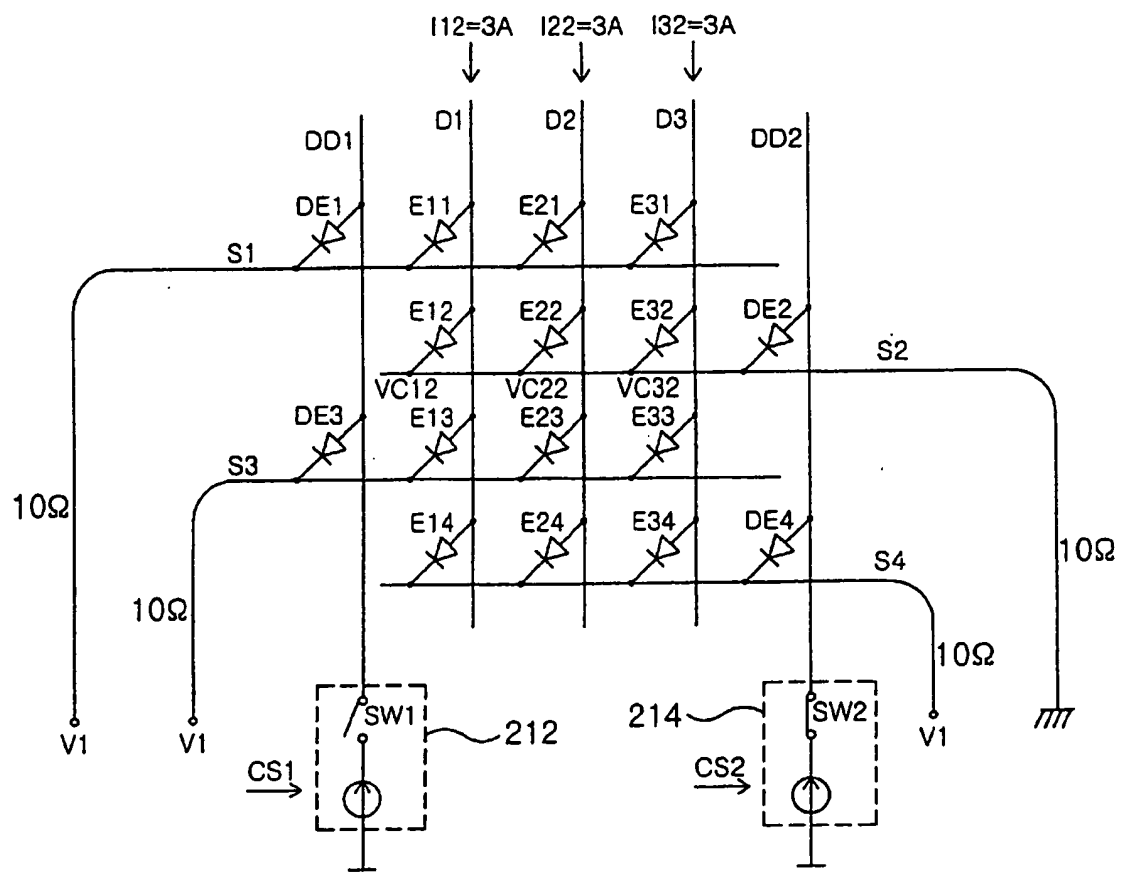 I12=3A I22=3A I32=3A
DD1 D1 D2 D3 DD2
DE1 E11 E21 E31
S1
E12 E22 E32 DE2
S2
VC12 VC22 VC32
DE3 E13 E23 E33
S3
10Ω
E14 E24 E34 DE4
S4
10Ω
10Ω
10Ω
SW1 212 214 SW2
V1 V1 V1
CS1 CS2